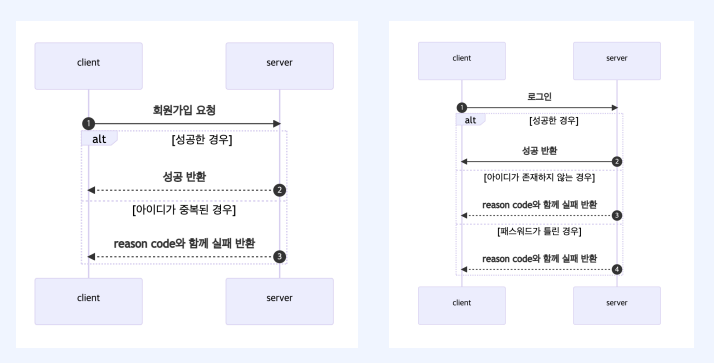 client
server
회원가입 요청
1
alt
[성공한 경우]
성공 반환
2
[아이디가 중복된 경우]
reason code와 함께 실패 반환
3
client
server
client
server
로그인
1
alt
[성공한 경우]
성공 반환
2
[아이디가 존재하지 않는 경우]
reason code와 함께 실패 반환
3
[패스워드가 틀린 경우]
reason code와 함께 실패 반환
4
client
server